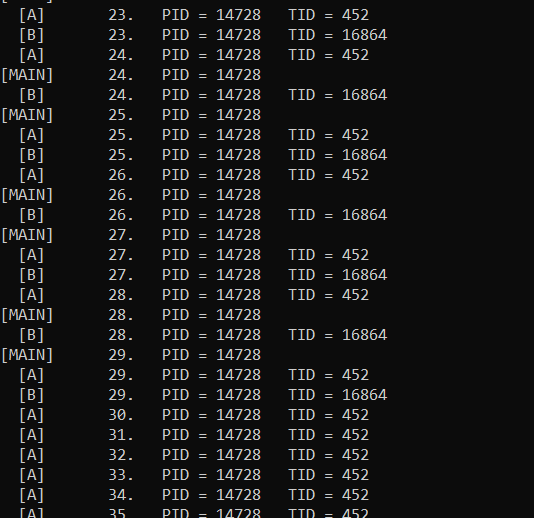 [A] 23. PID = 14728 TID = 452
[B] 23. PID = 14728 TID = 16864
[A] 24. PID = 14728 TID = 452
[MAIN] 24. PID = 14728
[B] 24. PID = 14728 TID = 16864
[MAIN] 25. PID = 14728
[A] 25. PID = 14728 TID = 452
[B] 25. PID = 14728 TID = 16864
[A] 26. PID = 14728 TID = 452
[MAIN] 26. PID = 14728
[B] 26. PID = 14728 TID = 16864
[MAIN] 27. PID = 14728
[A] 27. PID = 14728 TID = 452
[B] 27. PID = 14728 TID = 16864
[A] 28. PID = 14728 TID = 452
[MAIN] 28. PID = 14728
[B] 28. PID = 14728 TID = 16864
[MAIN] 29. PID = 14728
[A] 29. PID = 14728 TID = 452
[B] 29. PID = 14728 TID = 16864
[A] 30. PID = 14728 TID = 452
[A] 31. PID = 14728 TID = 452
[A] 32. PID = 14728 TID = 452
[A] 33. PID = 14728 TID = 452
[A] 34. PID = 14728 TID = 452
[A] 35. PID = 14728 TID = 452